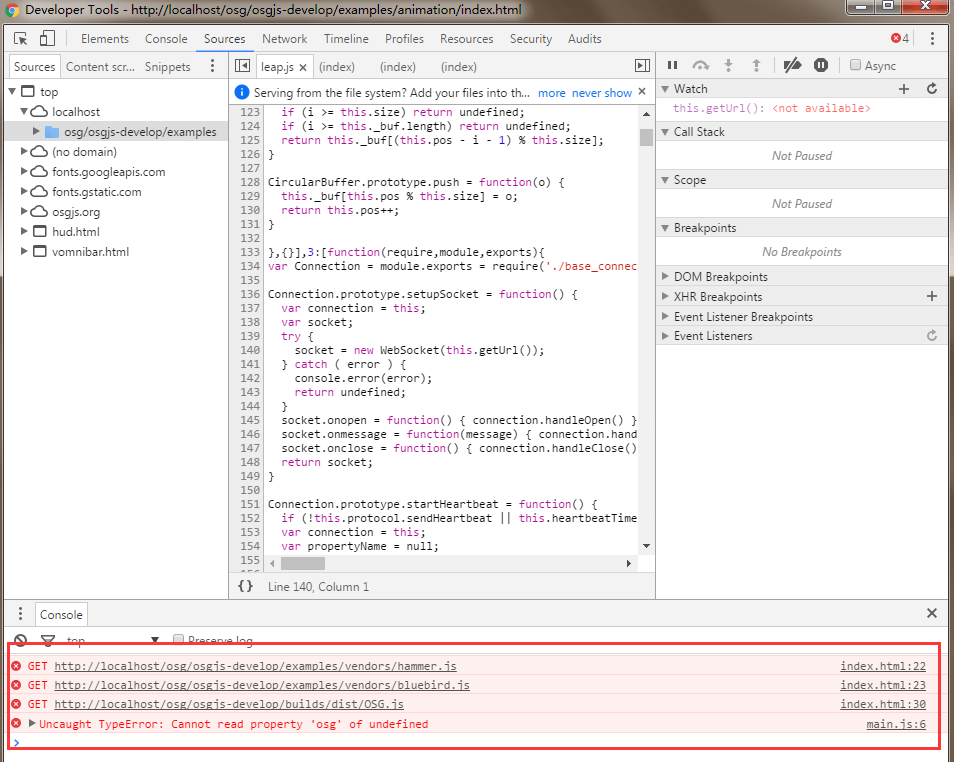 Developer Tools - http://localhost/osg/osgjs-develop/examples/animation/index.html
Elements Console Sources Network Timeline Profiles Resources Security Audits 4
Sources Content scr... Snippets
leap.js × (index) (index) (index)
Async
top
localhost
osg/osgjs-develop/examples
(no domain)
fonts.googleapis.com
fonts.gstatic.com
osgjs.org
hud.html
vomnibar.html
Serving from the file system? Add your files into th... more never show ×
123 if (i >= this.size) return undefined;
124 if (i >= this._buf.length) return undefined;
125 return this._buf[(this.pos - i - 1) % this.size];
126 }
127
128 CircularBuffer.prototype.push = function(o) {
129 this._buf[this.pos % this.size] = o;
130 return this.pos++;
131 }
132
133 },{}],3:[function(require,module,exports){
134 var Connection = module.exports = require('./base_connec
135
136 Connection.prototype.setupSocket = function() {
137 var connection = this;
138 var socket;
139 try {
140 socket = new WebSocket(this.getUrl());
141 } catch ( error ) {
142 console.error(error);
143 return undefined;
144 }
145 socket.onopen = function() { connection.handleOpen() }
146 socket.onmessage = function(message) { connection.hand
147 socket.onclose = function() { connection.handleClose()
148 return socket;
149 }
150
151 Connection.prototype.startHeartbeat = function() {
152 if (!this.protocol.sendHeartbeat || this.heartbeatTime
153 var connection = this;
154 var propertyName = null;
155
{} Line 140, Column 1
Watch
this.getUrl(): <not available>
Call Stack
Not Paused
Scope
Not Paused
Breakpoints
No Breakpoints
DOM Breakpoints
XHR Breakpoints
Event Listener Breakpoints
Event Listeners
Console
top Preserve log
GET http://localhost/osg/osgjs-develop/examples/vendors/hammer.js index.html:22
GET http://localhost/osg/osgjs-develop/examples/vendors/bluebird.js index.html:23
GET http://localhost/osg/osgjs-develop/builds/dist/OSG.js index.html:30
Uncaught TypeError: Cannot read property 'osg' of undefined main.js:6
>